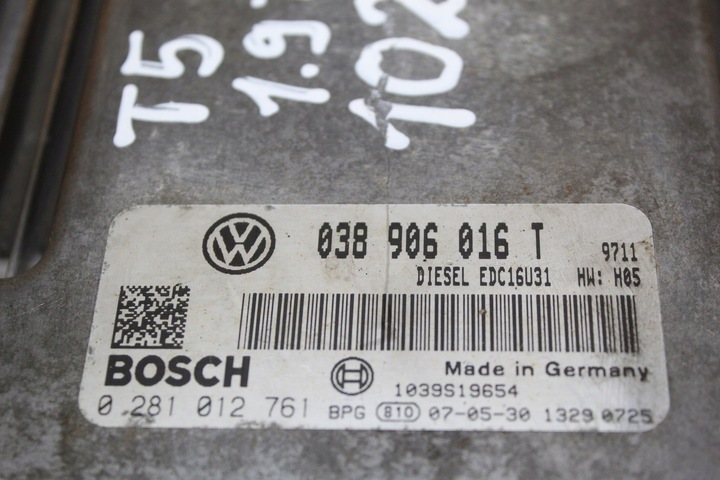 T5 1.9
102
VW
038 906 016 T 9711
DIESEL EDC16U31 HW: H05
BOSCH
Made in Germany
1039S19654
0 281 012 761
BPG 810 07-05-30 1329 0725